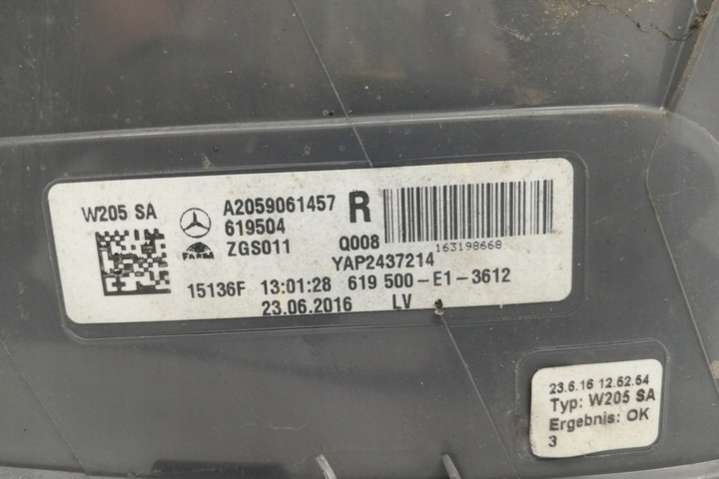 W205 SA
A2059061457 R
619504
ZGS011 Q008
163198668
YAP2437214
15136F 13:01:28 619 500-E1-3612
23.06.2016 LV
23.6.16 12.52.54
Typ: W205 SA
Ergebnis: OK
3